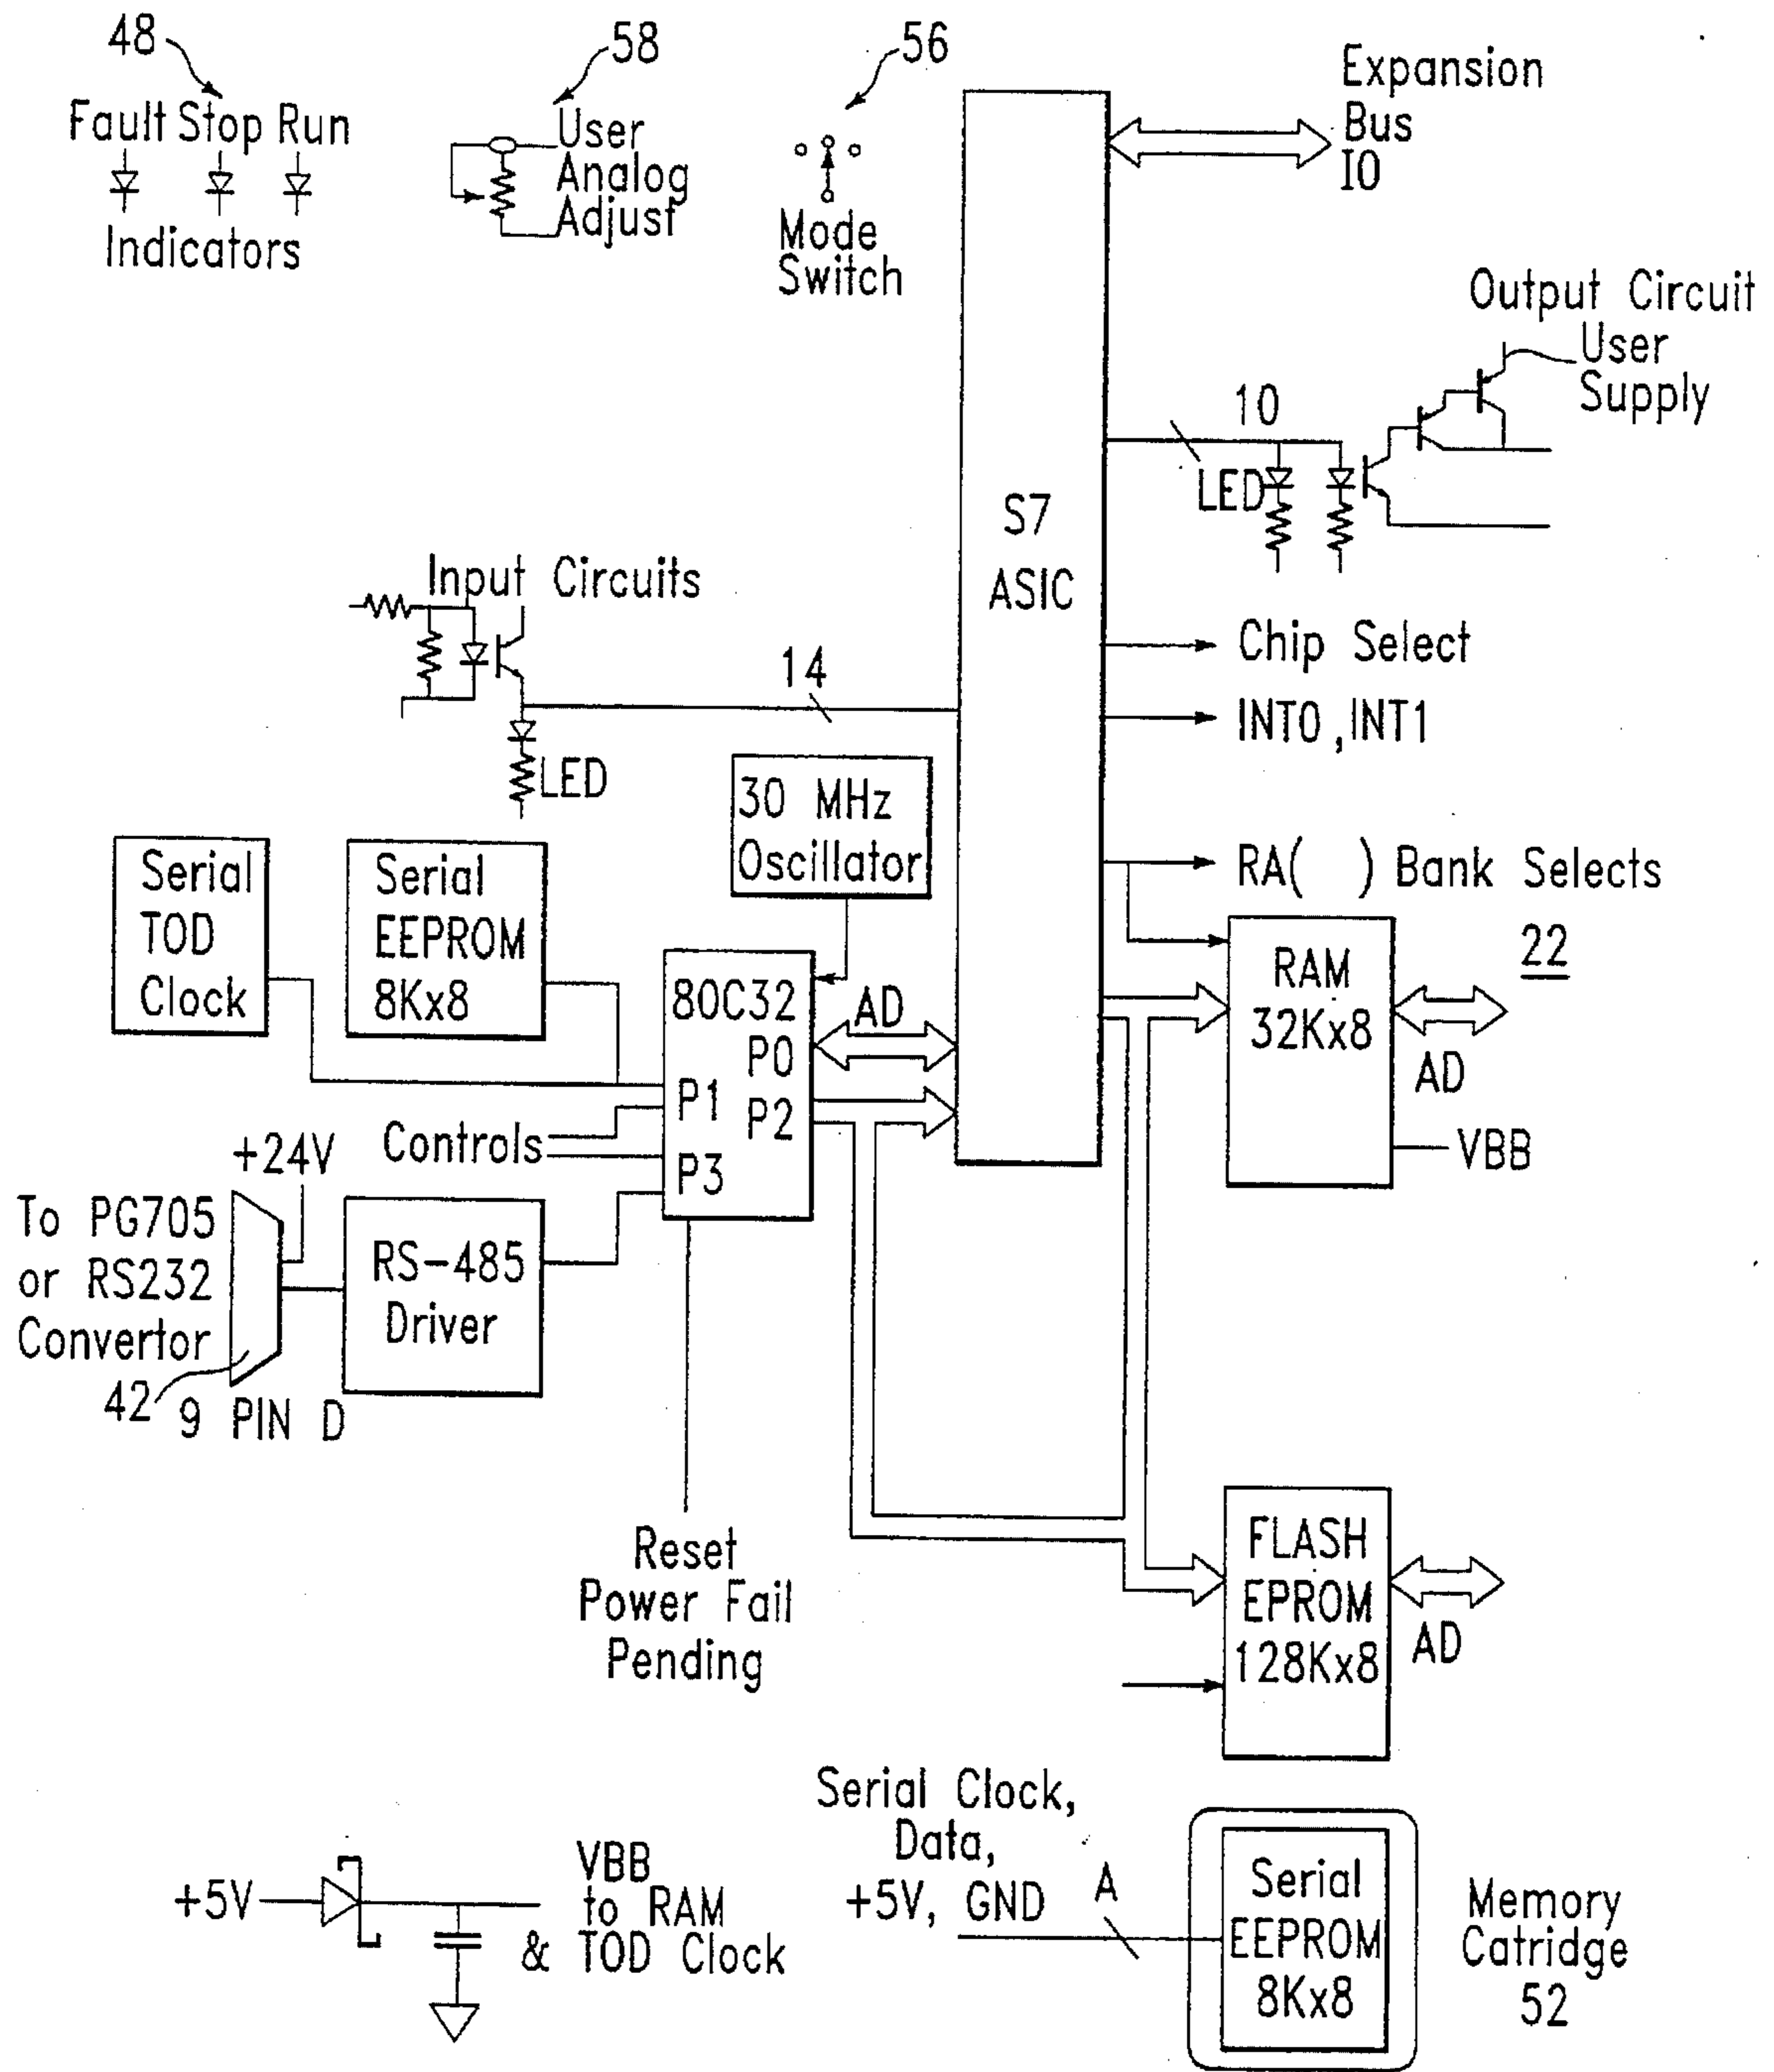 48
58
56
Fault Stop Run
Indicators
User
Analog
Adjust
Mode
Switch
Expansion
Bus
IO
Output Circuit
User
Supply
10
LED
S7
ASIC
Input Circuits
14
LED
Chip Select
INT0,INT1
30 MHz
Oscillator
RA( ) Bank Selects
22
Serial
TOD
Clock
Serial
EEPROM
8Kx8
80C32
P0
P1
P2
P3
AD
RAM
32Kx8
AD
VBB
Controls
+24V
To PG705
or RS232
Convertor
42
9 PIN D
RS-485
Driver
Reset
Power Fail
Pending
FLASH
EPROM
128Kx8
AD
+5V
VBB
to RAM
& TOD Clock
Serial Clock,
Data,
+5V, GND
A
Serial
EEPROM
8Kx8
Memory
Catridge
52